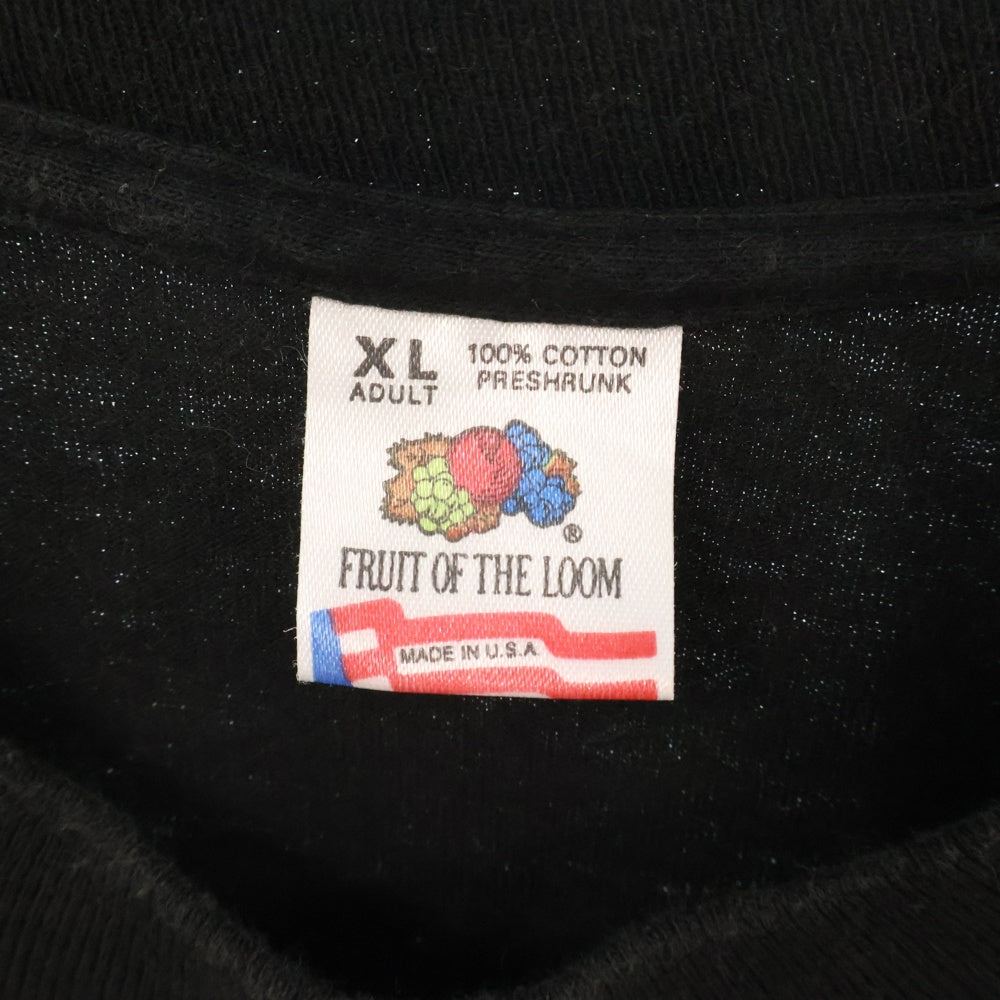 XL
ADULT
100% COTTON
PRESHRUNK
®
FRUIT OF THE LOOM
MADE IN U.S.A.